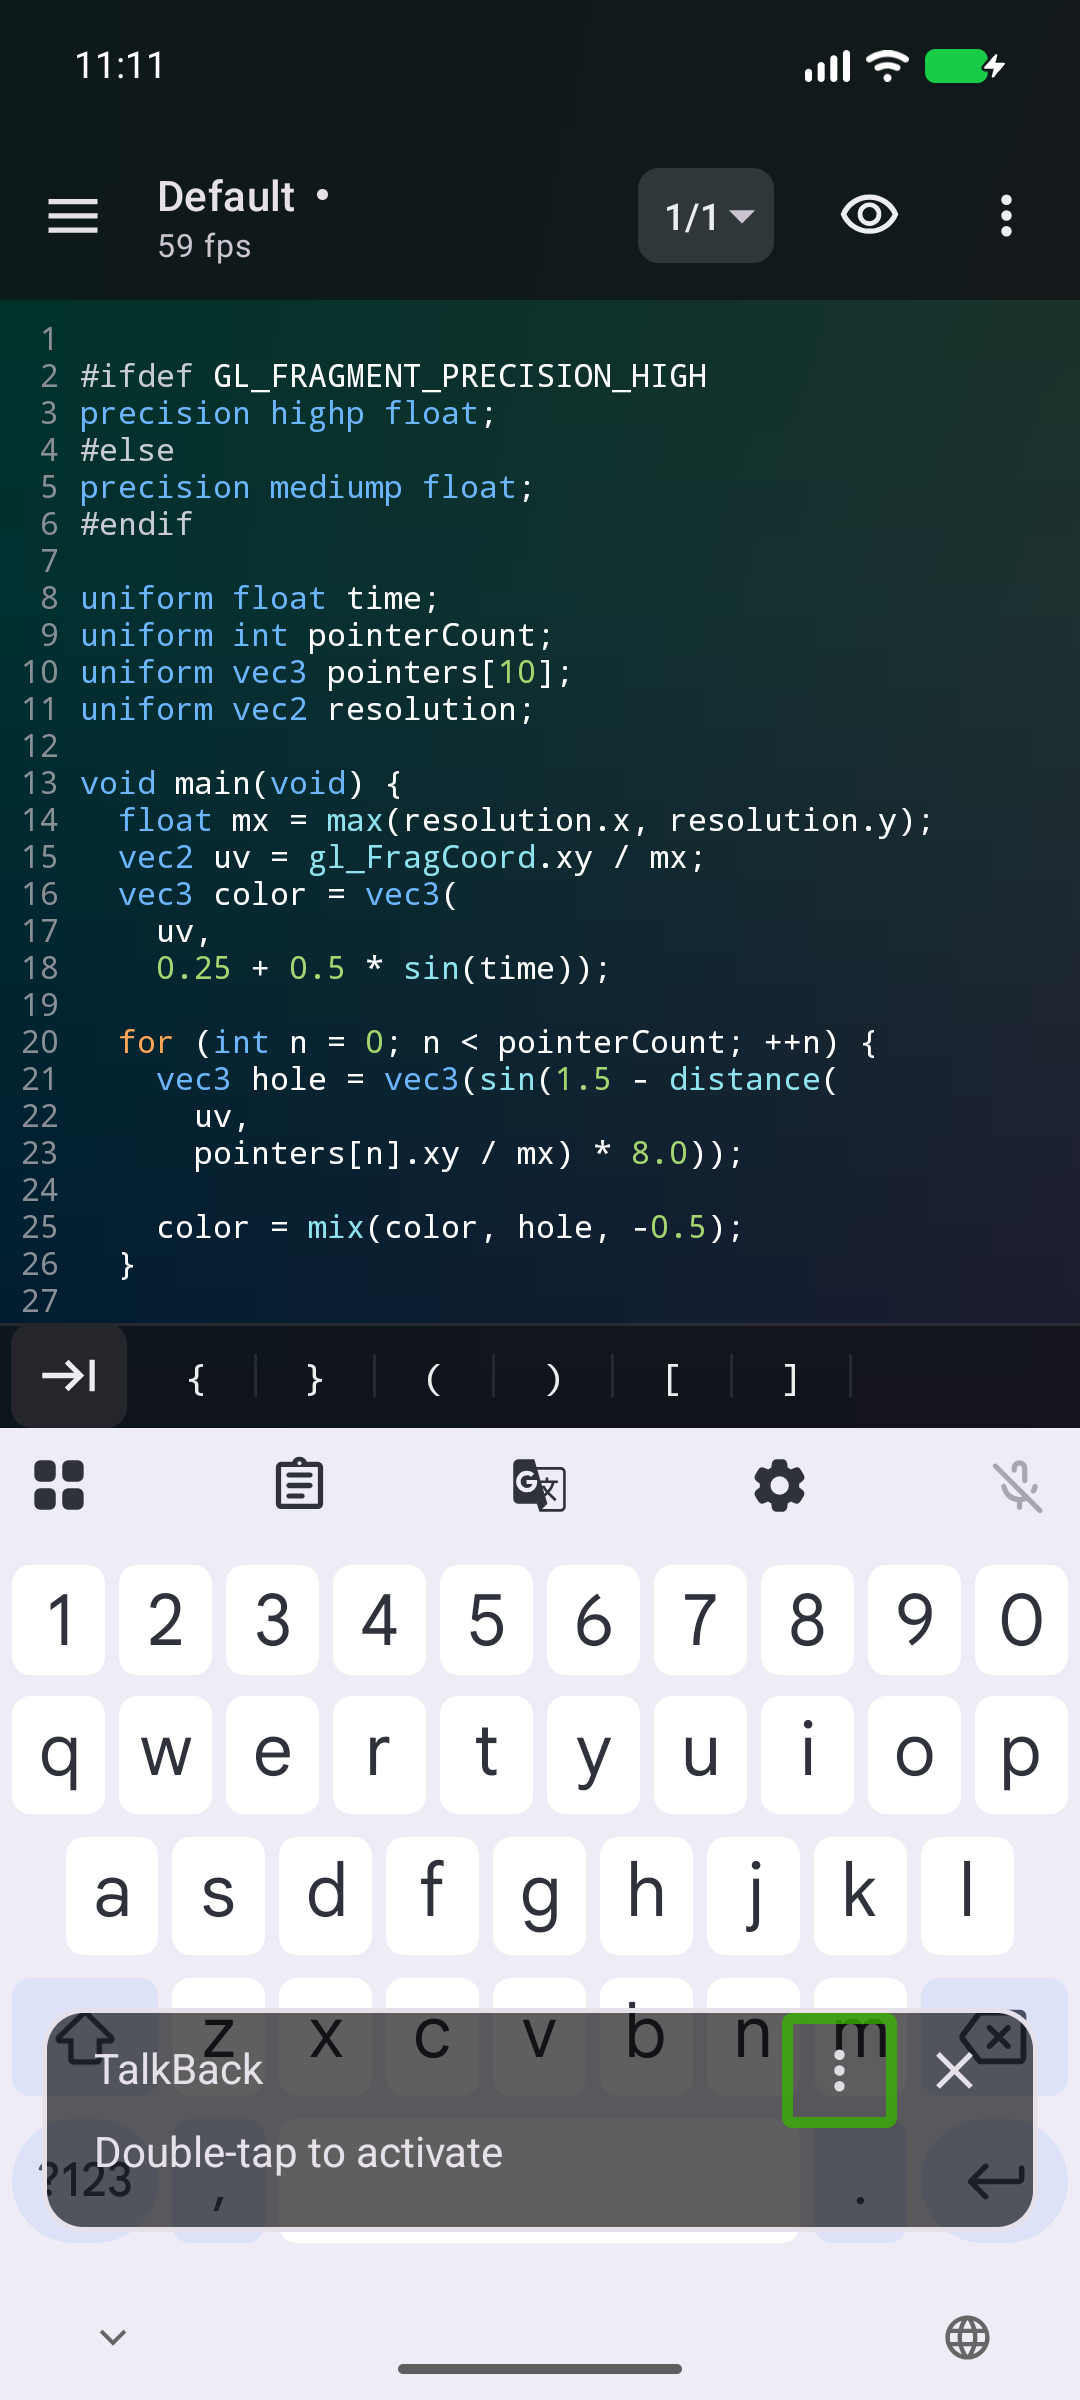 11:11
Default •
59 fps
1/1
1
2 #ifdef GL_FRAGMENT_PRECISION_HIGH
3 precision highp float;
4 #else
5 precision mediump float;
6 #endif
7
8 uniform float time;
9 uniform int pointerCount;
10 uniform vec3 pointers[10];
11 uniform vec2 resolution;
12
13 void main(void) {
14   float mx = max(resolution.x, resolution.y);
15   vec2 uv = gl_FragCoord.xy / mx;
16   vec3 color = vec3(
17     uv,
18     0.25 + 0.5 * sin(time));
19
20   for (int n = 0; n < pointerCount; ++n) {
21     vec3 hole = vec3(sin(1.5 - distance(
22       uv,
23       pointers[n].xy / mx) * 8.0));
24
25     color = mix(color, hole, -0.5);
26   }
27
{ } ( ) [ ]
G 文
1 2 3 4 5 6 7 8 9 0
q w e r t y u i o p
a s d f g h j k l
z x c v b n m
TalkBack
Double-tap to activate
?123 , .